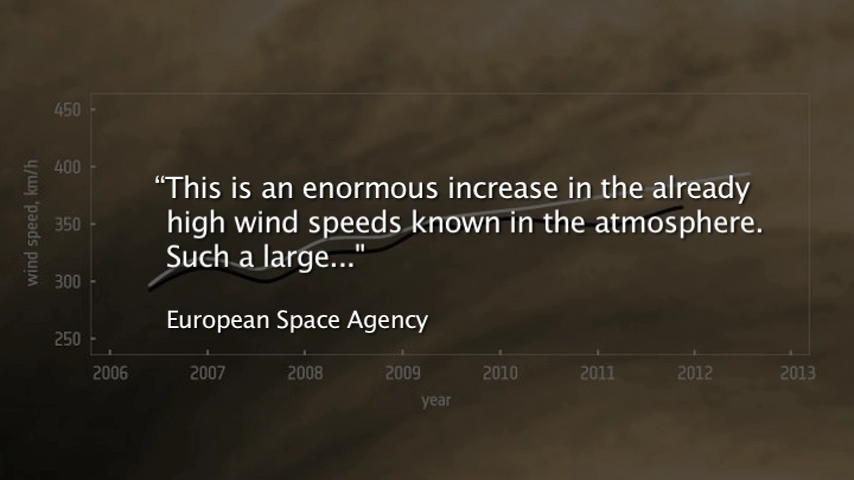 450
400
350
300
250
wind speed, km/h
“This is an enormous increase in the already
high wind speeds known in the atmosphere.
Such a large..."
European Space Agency
2006 2007 2008 2009 2010 2011 2012 2013
year